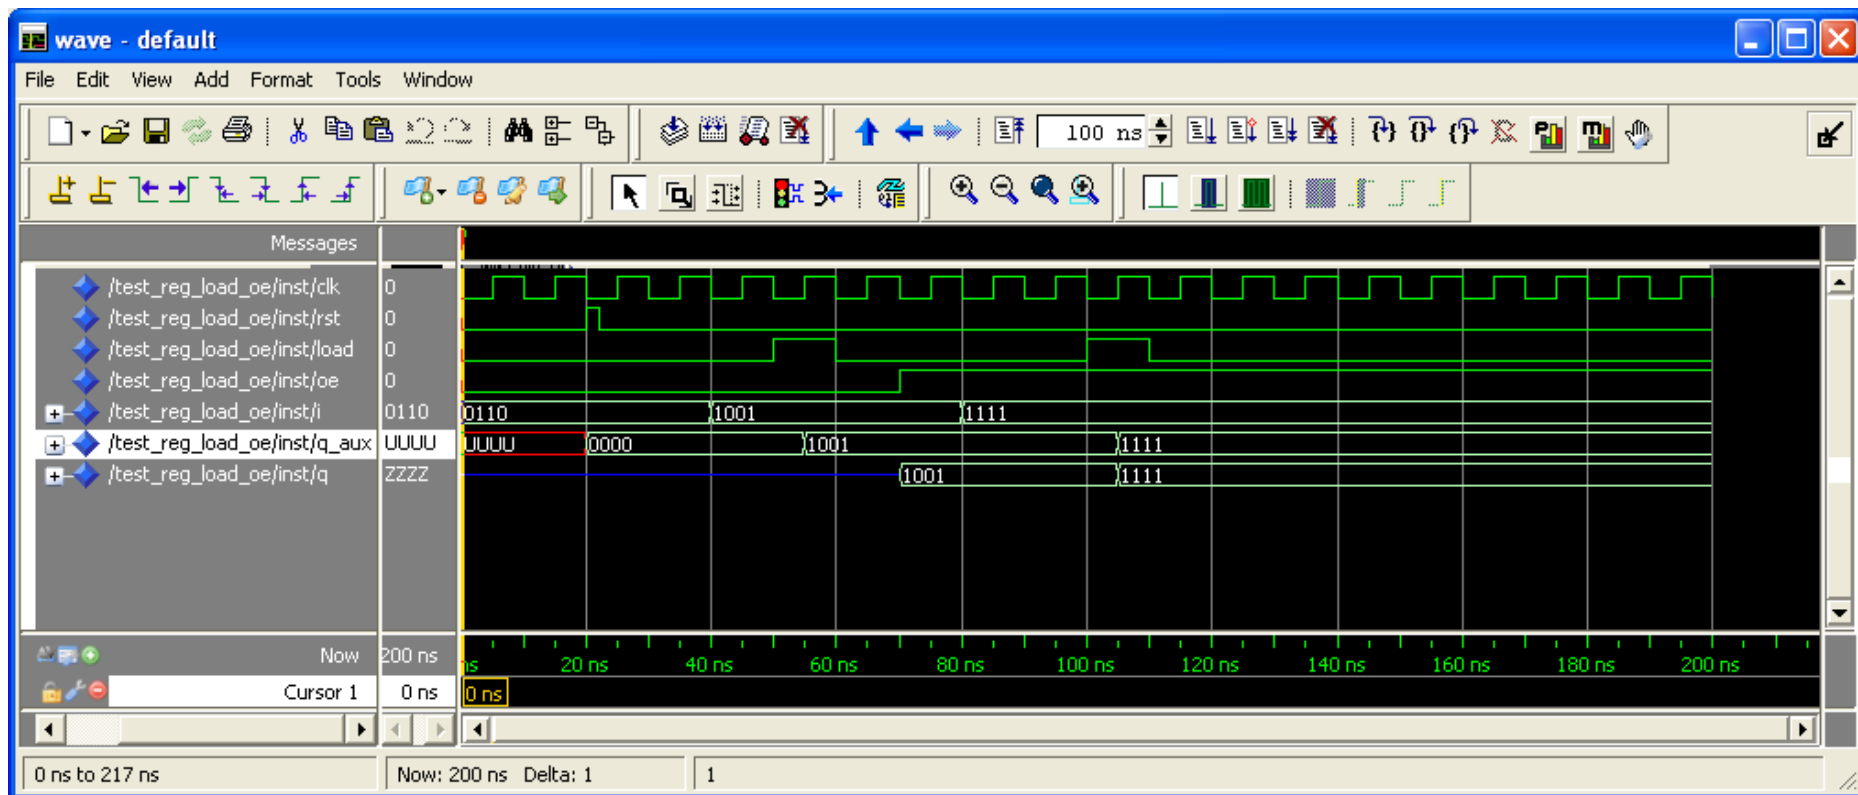 wave - default
File Edit View Add Format Tools Window
100 ns
Messages
/test_reg_load_oe/inst/clk 0
/test_reg_load_oe/inst/rst 0
/test_reg_load_oe/inst/load 0
/test_reg_load_oe/inst/oe 0
/test_reg_load_oe/inst/i 0110 0110 1001 1111
/test_reg_load_oe/inst/q_aux UUUU UUUU 0000 1001 1111
/test_reg_load_oe/inst/q ZZZZ 1001 1111
Now 200 ns ns 20 ns 40 ns 60 ns 80 ns 100 ns 120 ns 140 ns 160 ns 180 ns 200 ns
Cursor 1 0 ns 0 ns
0 ns to 217 ns Now: 200 ns Delta: 1 1